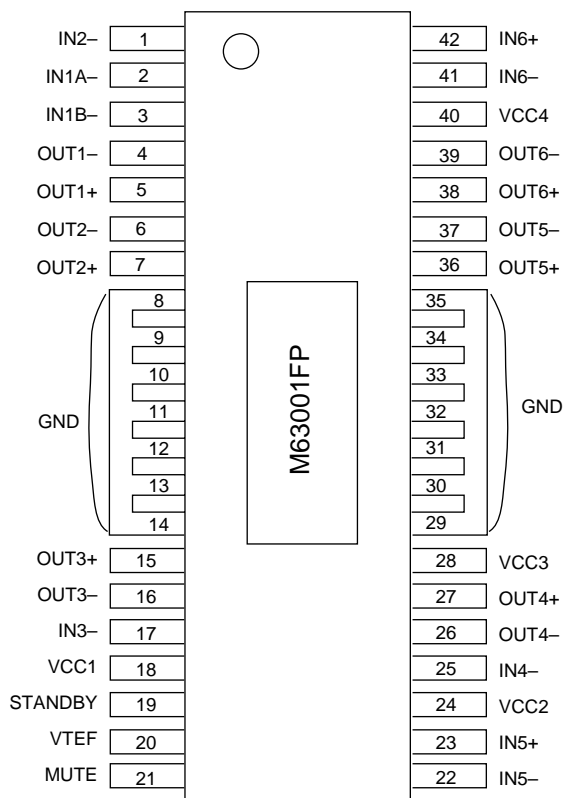 IN2– 1 42 IN6+
IN1A– 2 41 IN6–
IN1B– 3 40 VCC4
OUT1– 4 39 OUT6–
OUT1+ 5 38 OUT6+
OUT2– 6 37 OUT5–
OUT2+ 7 36 OUT5+
8 35
9 34
10 33
GND 11 32 GND
12 31
13 30
14 29
M63001FP
OUT3+ 15 28 VCC3
OUT3– 16 27 OUT4+
IN3– 17 26 OUT4–
VCC1 18 25 IN4–
STANDBY 19 24 VCC2
VTEF 20 23 IN5+
MUTE 21 22 IN5–